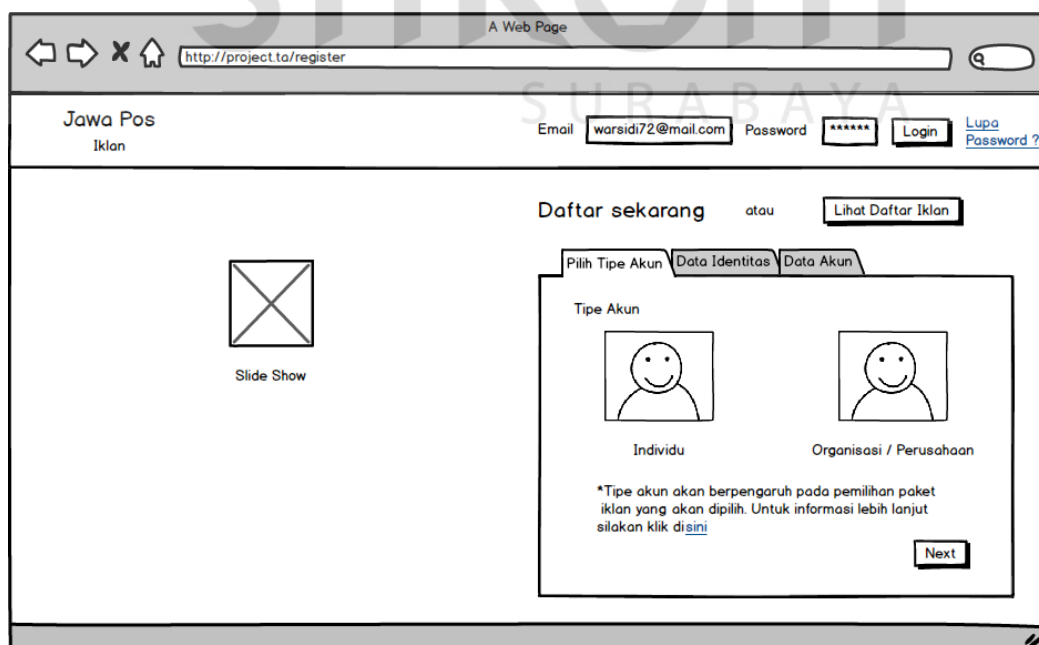 A Web Page
http://project.ta/register
SURABAYA
Jawa Pos
Iklan
Email warsidi72@mail.com Password ****** Login Lupa
Password ?
Daftar sekarang atau Lihat Daftar Iklan
Pilih Tipe Akun Data Identitas Data Akun
Tipe Akun
Slide Show
Individu Organisasi / Perusahaan
*Tipe akun akan berpengaruh pada pemilihan paket
iklan yang akan dipilih. Untuk informasi lebih lanjut
silakan klik disini
Next